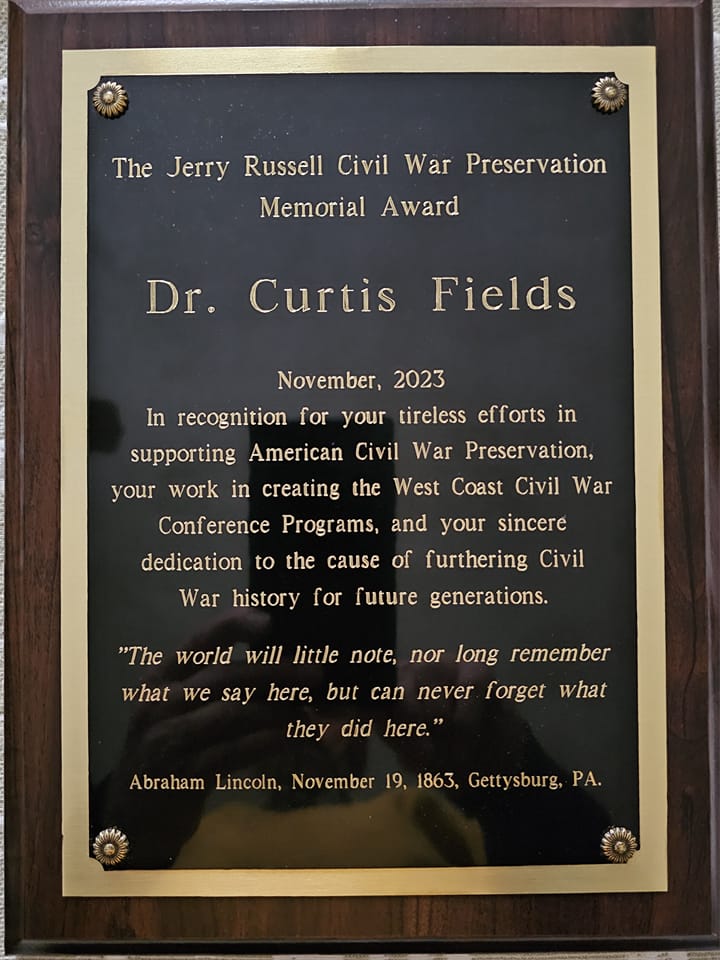 The Jerry Russell Civil War Preservation
Memorial Award
Dr. Curtis Fields
November, 2023
In recognition for your tireless efforts in
supporting American Civil War Preservation,
your work in creating the West Coast Civil War
Conference Programs, and your sincere
dedication to the cause of furthering Civil
War history for future generations.
"The world will little note, nor long remember
what we say here, but can never forget what
they did here."
Abraham Lincoln, November 19, 1863, Gettysburg, PA.